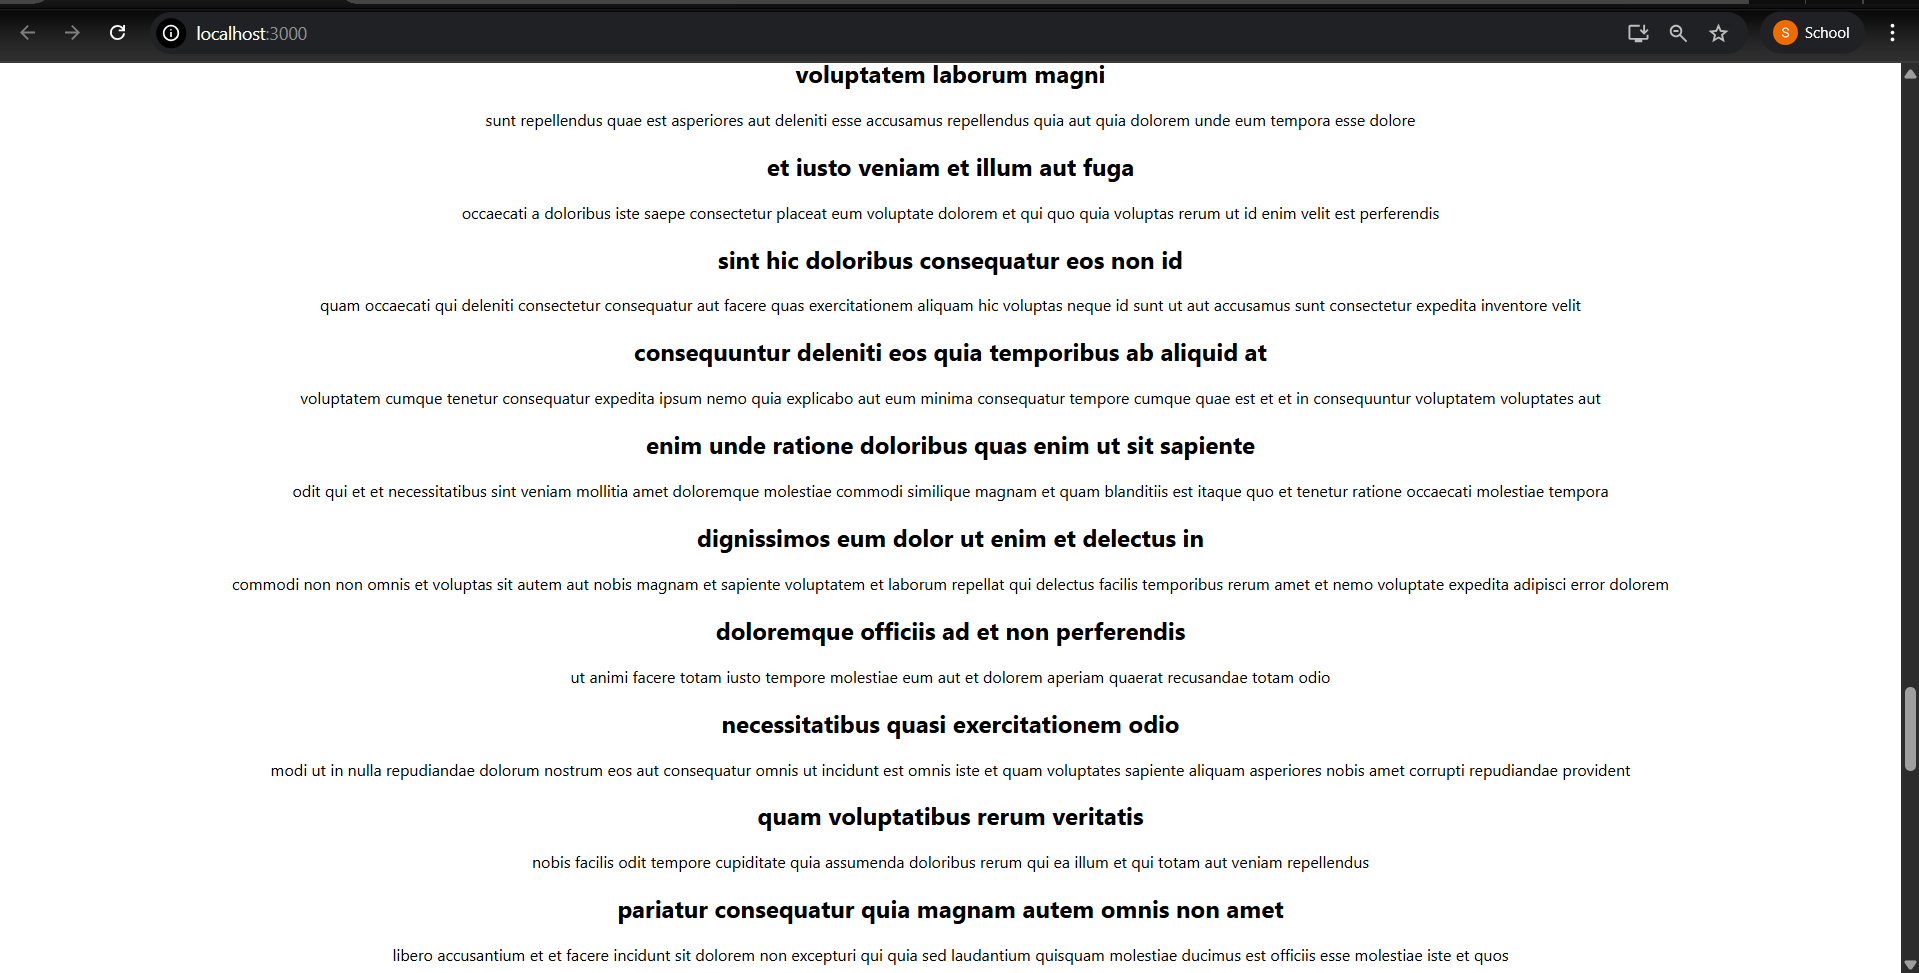 localhost:3000
S School
voluptatem laborum magni
sunt repellendus quae est asperiores aut deleniti esse accusamus repellendus quia aut quia dolorem unde eum tempora esse dolore
et iusto veniam et illum aut fuga
occaecati a doloribus iste saepe consectetur placeat eum voluptate dolorem et qui quo quia voluptas rerum ut id enim velit est perferendis
sint hic doloribus consequatur eos non id
quam occaecati qui deleniti consectetur consequatur aut facere quas exercitationem aliquam hic voluptas neque id sunt ut aut accusamus sunt consectetur expedita inventore velit
consequuntur deleniti eos quia temporibus ab aliquid at
voluptatem cumque tenetur consequatur expedita ipsum nemo quia explicabo aut eum minima consequatur tempore cumque quae est et et in consequuntur voluptatem voluptates aut
enim unde ratione doloribus quas enim ut sit sapiente
odit qui et et necessitatibus sint veniam mollitia amet doloremque molestiae commodi similique magnam et quam blanditiis est itaque quo et tenetur ratione occaecati molestiae tempora
dignissimos eum dolor ut enim et delectus in
commodi non non omnis et voluptas sit autem aut nobis magnam et sapiente voluptatem et laborum repellat qui delectus facilis temporibus rerum amet et nemo voluptate expedita adipisci error dolorem
doloremque officiis ad et non perferendis
ut animi facere totam iusto tempore molestiae eum aut et dolorem aperiam quaerat recusandae totam odio
necessitatibus quasi exercitationem odio
modi ut in nulla repudiandae dolorum nostrum eos aut consequatur omnis ut incidunt est omnis iste et quam voluptates sapiente aliquam asperiores nobis amet corrupti repudiandae provident
quam voluptatibus rerum veritatis
nobis facilis odit tempore cupiditate quia assumenda doloribus rerum qui ea illum et qui totam aut veniam repellendus
pariatur consequatur quia magnam autem omnis non amet
libero accusantium et et facere incidunt sit dolorem non excepturi qui quia sed laudantium quisquam molestiae ducimus est officiis esse molestiae iste et quos